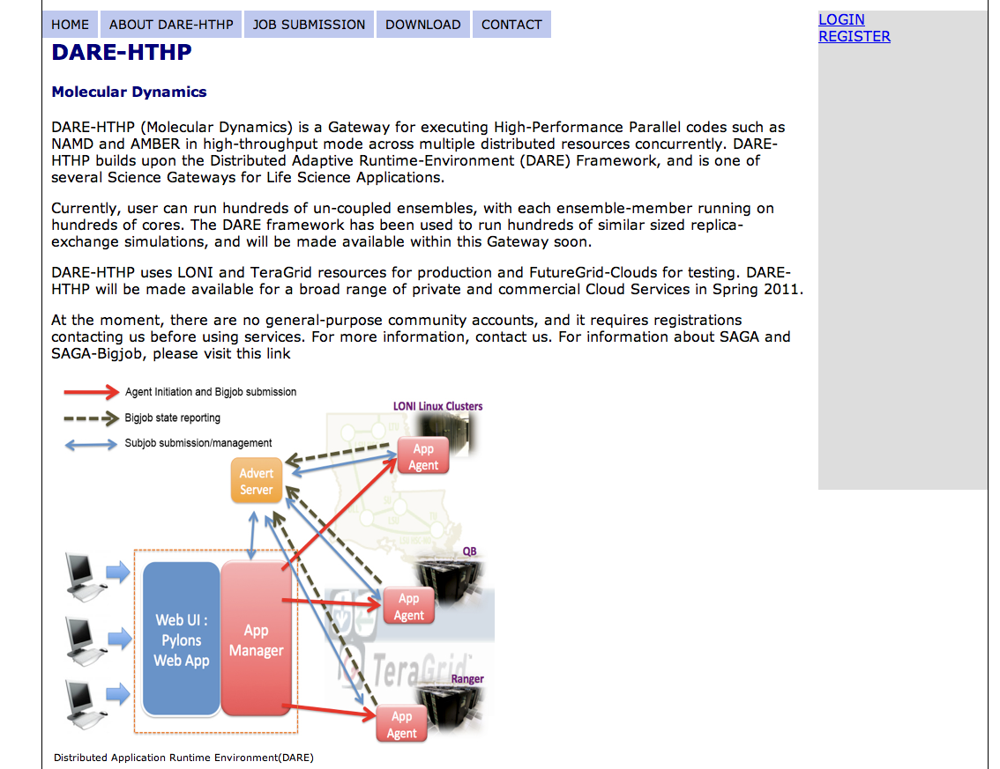 HOME ABOUT DARE-HTHP JOB SUBMISSION DOWNLOAD CONTACT
LOGIN
REGISTER
DARE-HTHP
Molecular Dynamics
DARE-HTHP (Molecular Dynamics) is a Gateway for executing High-Performance Parallel codes such as
NAMD and AMBER in high-throughput mode across multiple distributed resources concurrently. DARE-
HTHP builds upon the Distributed Adaptive Runtime-Environment (DARE) Framework, and is one of
several Science Gateways for Life Science Applications.
Currently, user can run hundreds of un-coupled ensembles, with each ensemble-member running on
hundreds of cores. The DARE framework has been used to run hundreds of similar sized replica-
exchange simulations, and will be made available within this Gateway soon.
DARE-HTHP uses LONI and TeraGrid resources for production and FutureGrid-Clouds for testing. DARE-
HTHP will be made available for a broad range of private and commercial Cloud Services in Spring 2011.
At the moment, there are no general-purpose community accounts, and it requires registrations
contacting us before using services. For more information, contact us. For information about SAGA and
SAGA-Bigjob, please visit this link
Agent Initiation and Bigjob submission
Bigjob state reporting
Subjob submission/management
LONI Linux Clusters
App
Agent
Advert
Server
QB
App
Agent
Web UI :
Pylons
Web App
App
Manager
TeraGrid
Ranger
App
Agent
Distributed Application Runtime Environment(DARE)